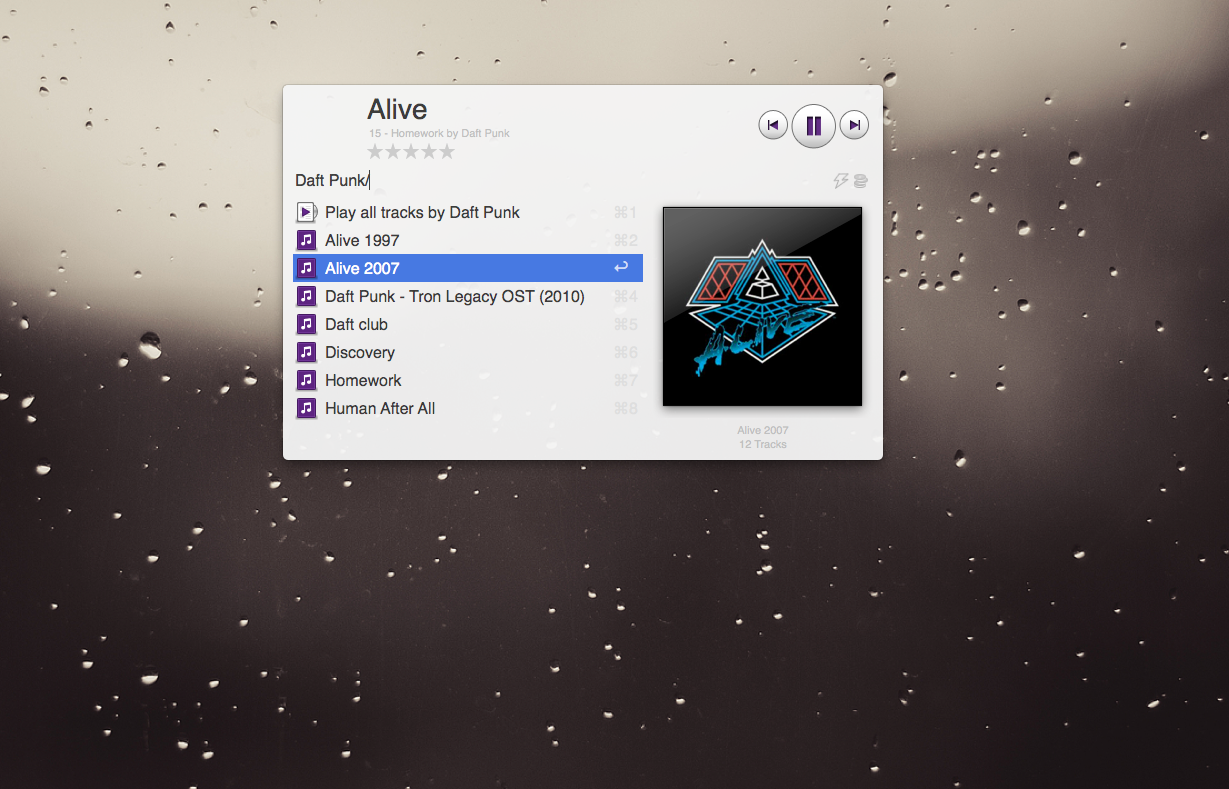 Alive
15 - Homework by Daft Punk
Daft Punk/
Play all tracks by Daft Punk ⌘1
Alive 1997 ⌘2
Alive 2007
Daft Punk - Tron Legacy OST (2010) ⌘4
Daft club ⌘5
Discovery ⌘6
Homework ⌘7
Human After All ⌘8
Alive 2007
12 Tracks